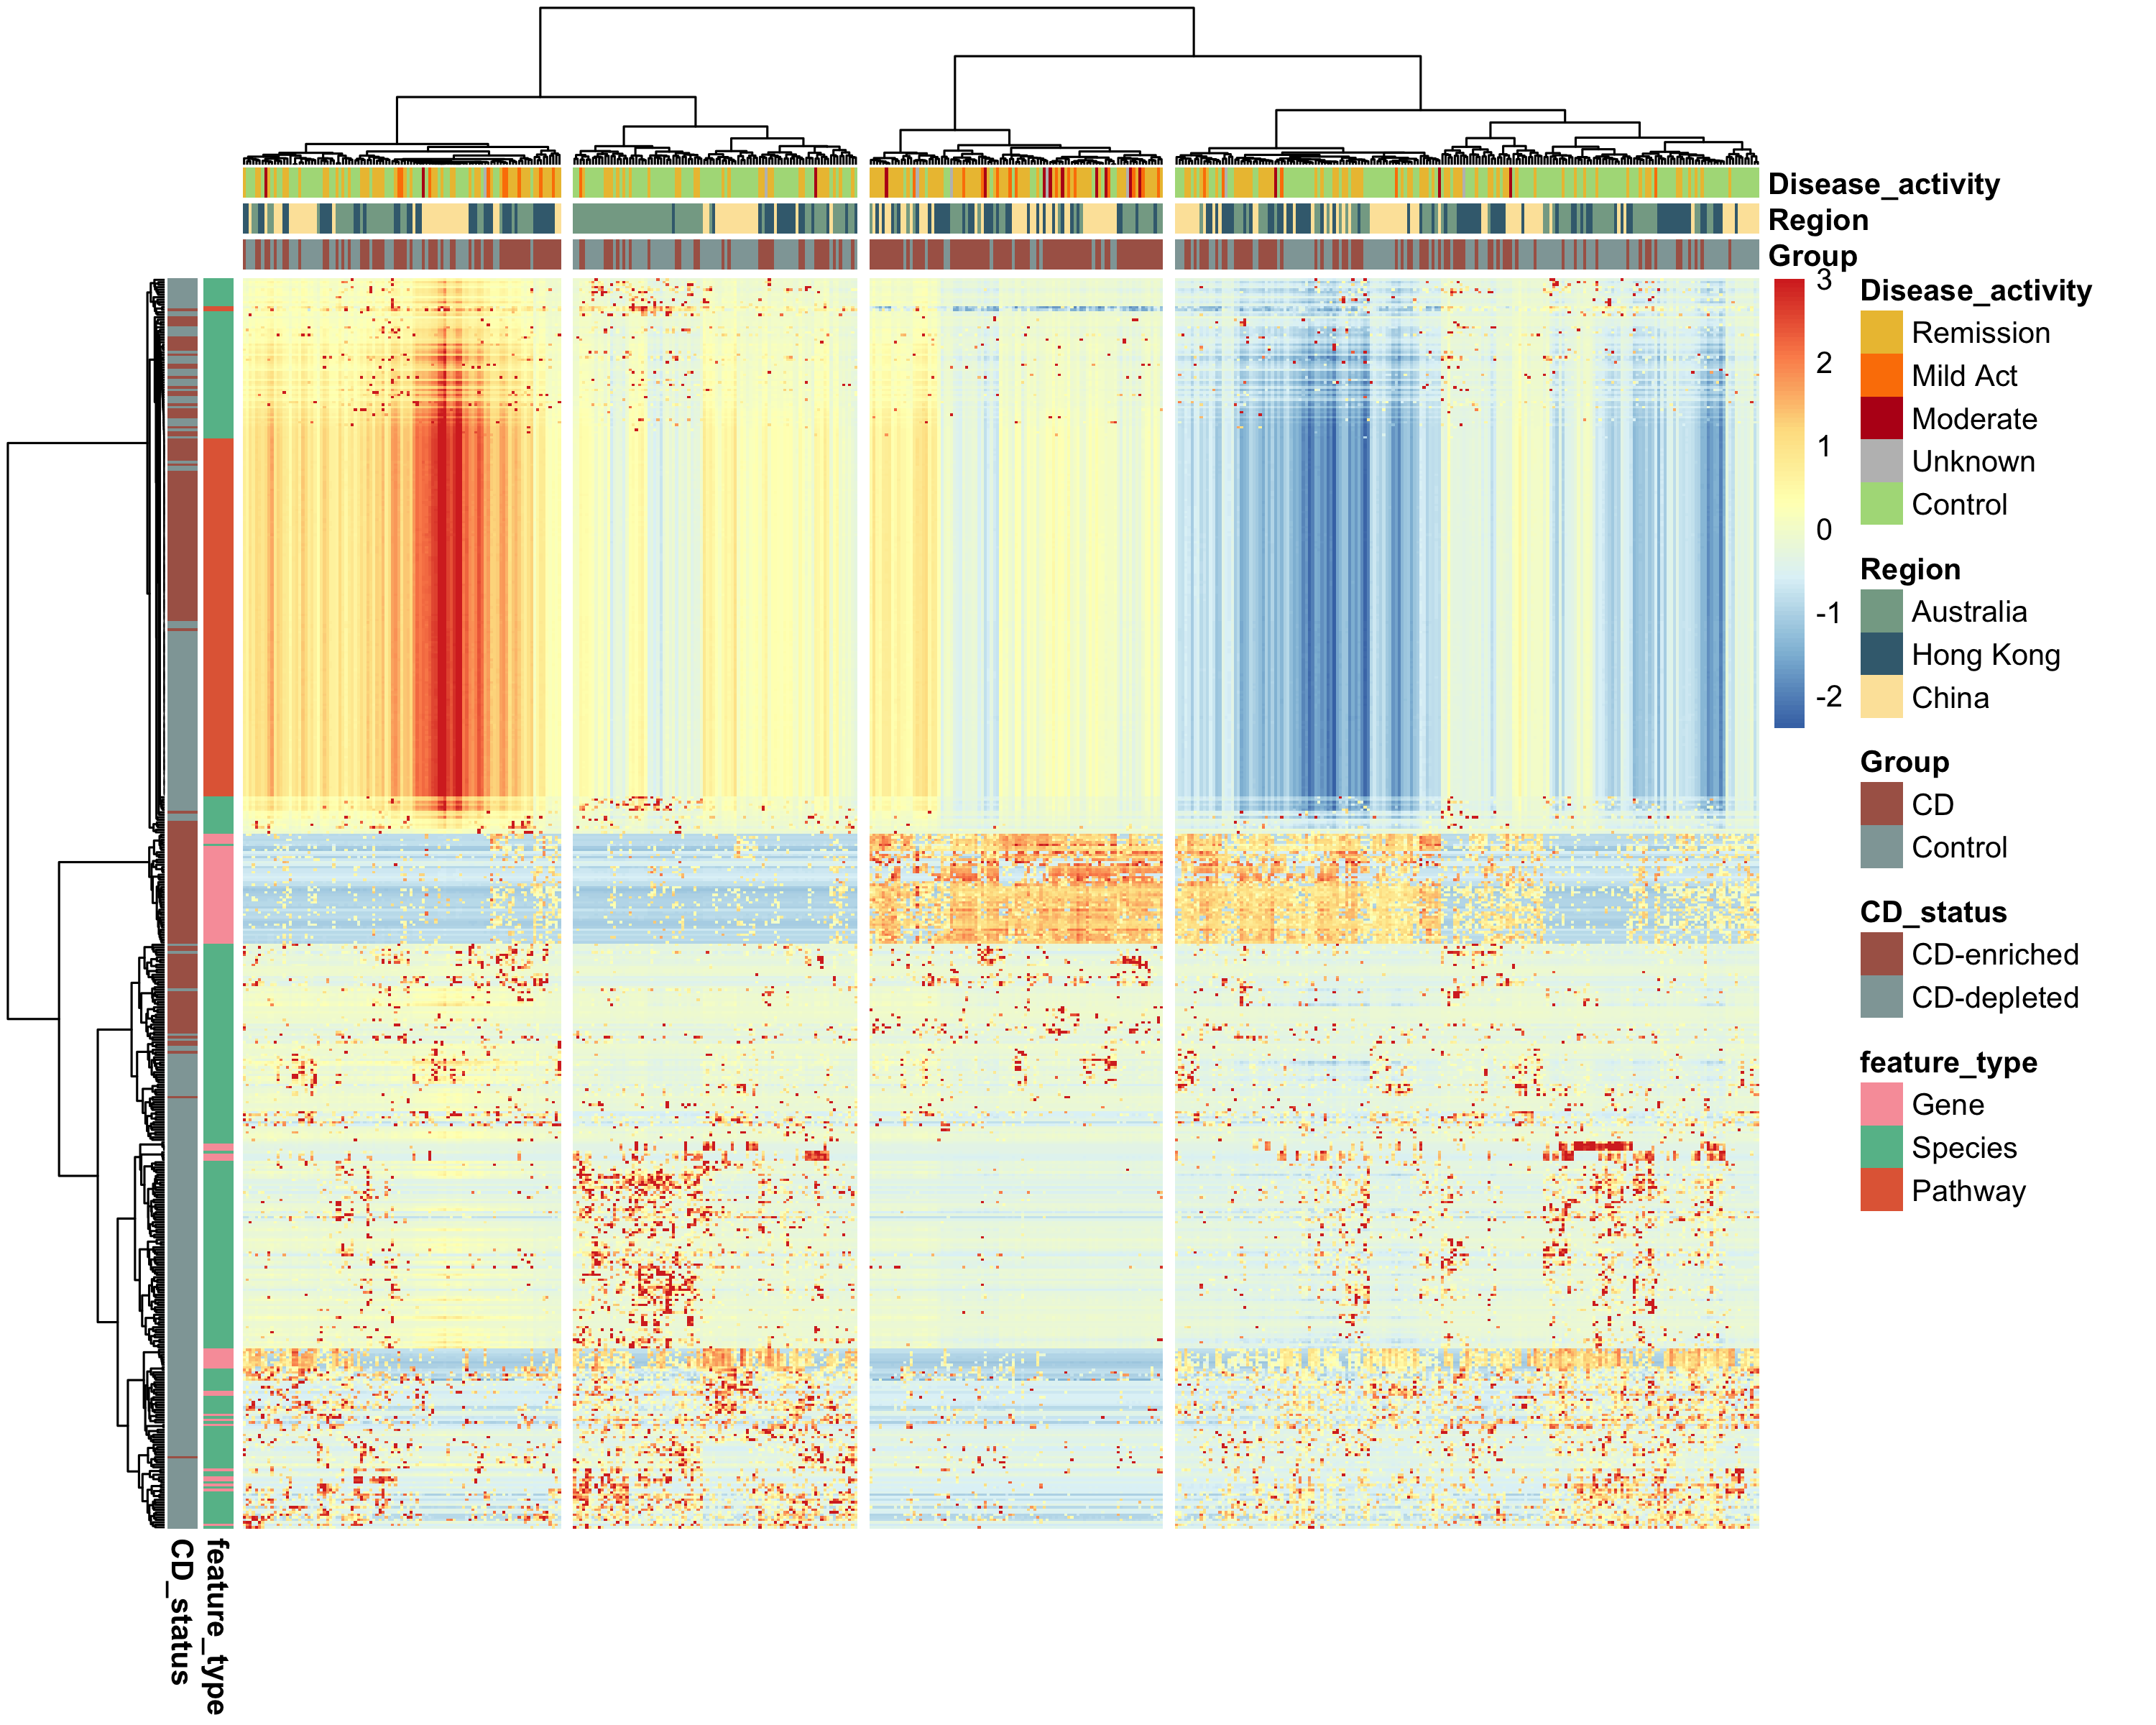 Disease_activity
Region
Group
3
2
1
0
-1
-2
Disease_activity
Remission
Mild Act
Moderate
Unknown
Control
Region
Australia
Hong Kong
China
Group
CD
Control
CD_status
CD-enriched
CD-depleted
feature_type
Gene
Species
Pathway
CD_status
feature_type